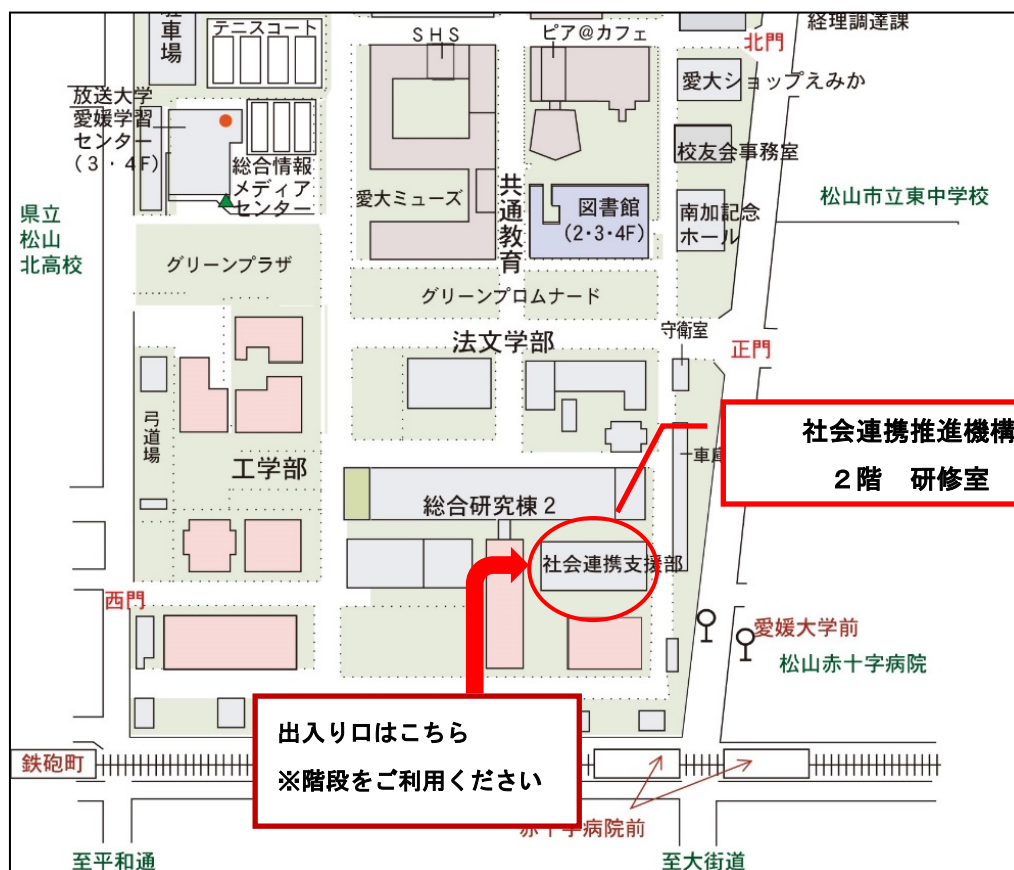 駐車場
テニスコート
SHS
ピア@カフェ
経理調達課
北門
愛大ショップえみか
放送大学
愛媛学習
センター
(3・4F)
総合情報
メディア
センター
愛大ミューズ
共通教育
図書館
(2・3・4F)
校友会事務室
南加記念
ホール
松山市立東中学校
県立
松山
北高校
グリーンプラザ
グリーンプロムナード
法文学部
守衛室
正門
弓道場
工学部
車庫
社会連携推進機構
２階　研修室
総合研究棟２
社会連携支援部
西門
愛媛大学前
松山赤十字病院
出入り口はこちら
※階段をご利用ください
鉄砲町
赤十字病院前
至平和通
至大街道